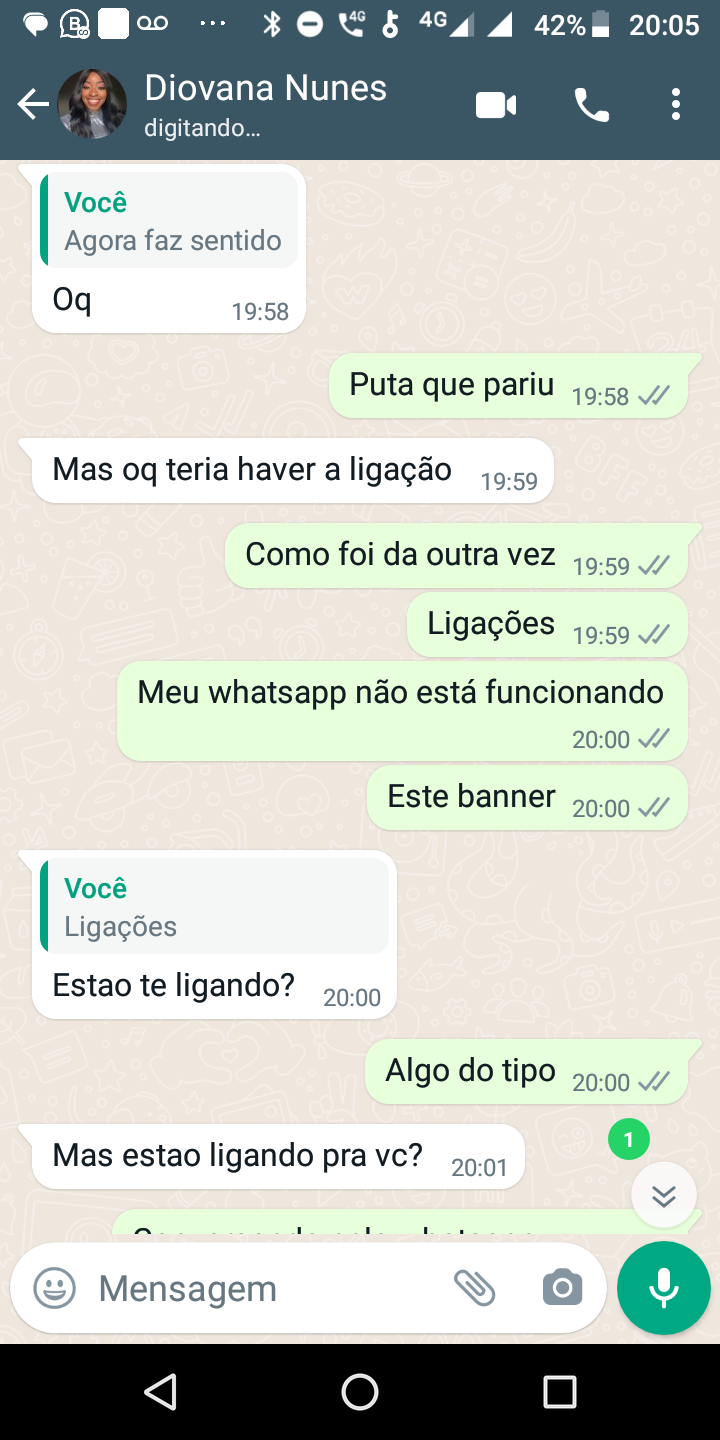 4G 4G 42% 20:05
Diovana Nunes
digitando...
Você
Agora faz sentido
Oq 19:58
Puta que pariu 19:58
Mas oq teria haver a ligação 19:59
Como foi da outra vez 19:59
Ligações 19:59
Meu whatsapp não está funcionando
20:00
Este banner 20:00
Você
Ligações
Estao te ligando? 20:00
Algo do tipo 20:00
1
Mas estao ligando pra vc? 20:01
Mensagem